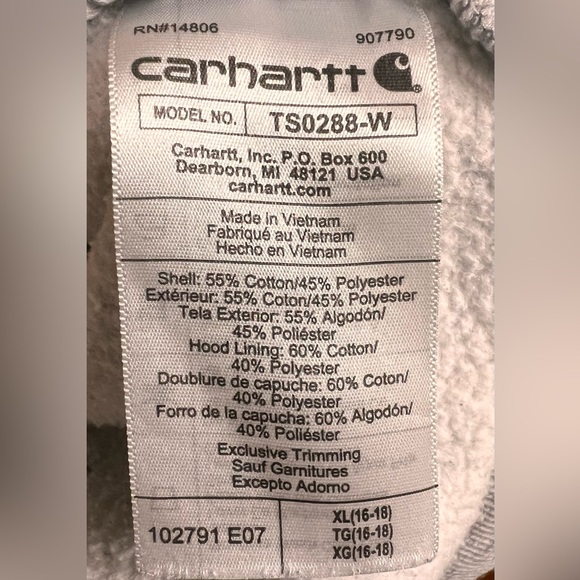 RN#14806
907790
carhartt
MODEL NO. TS0288-W
Carhartt, Inc. P.O. Box 600
Dearborn, MI 48121 USA
carhartt.com
Made in Vietnam
Fabriqué au Vietnam
Hecho en Vietnam
Shell: 55% Cotton/45% Polyester
Extérieur: 55% Coton/45% Polyester
Tela Exterior: 55% Algodón/
45% Poliéster
Hood Lining: 60% Cotton/
40% Polyester
Doublure de capuche: 60% Coton/
40% Polyester
Forro de la capucha: 60% Algodón/
40% Poliéster
Exclusive Trimming
Sauf Garnitures
Excepto Adorno
102791 E07
XL(16-18)
TG(16-18)
XG(16-18)